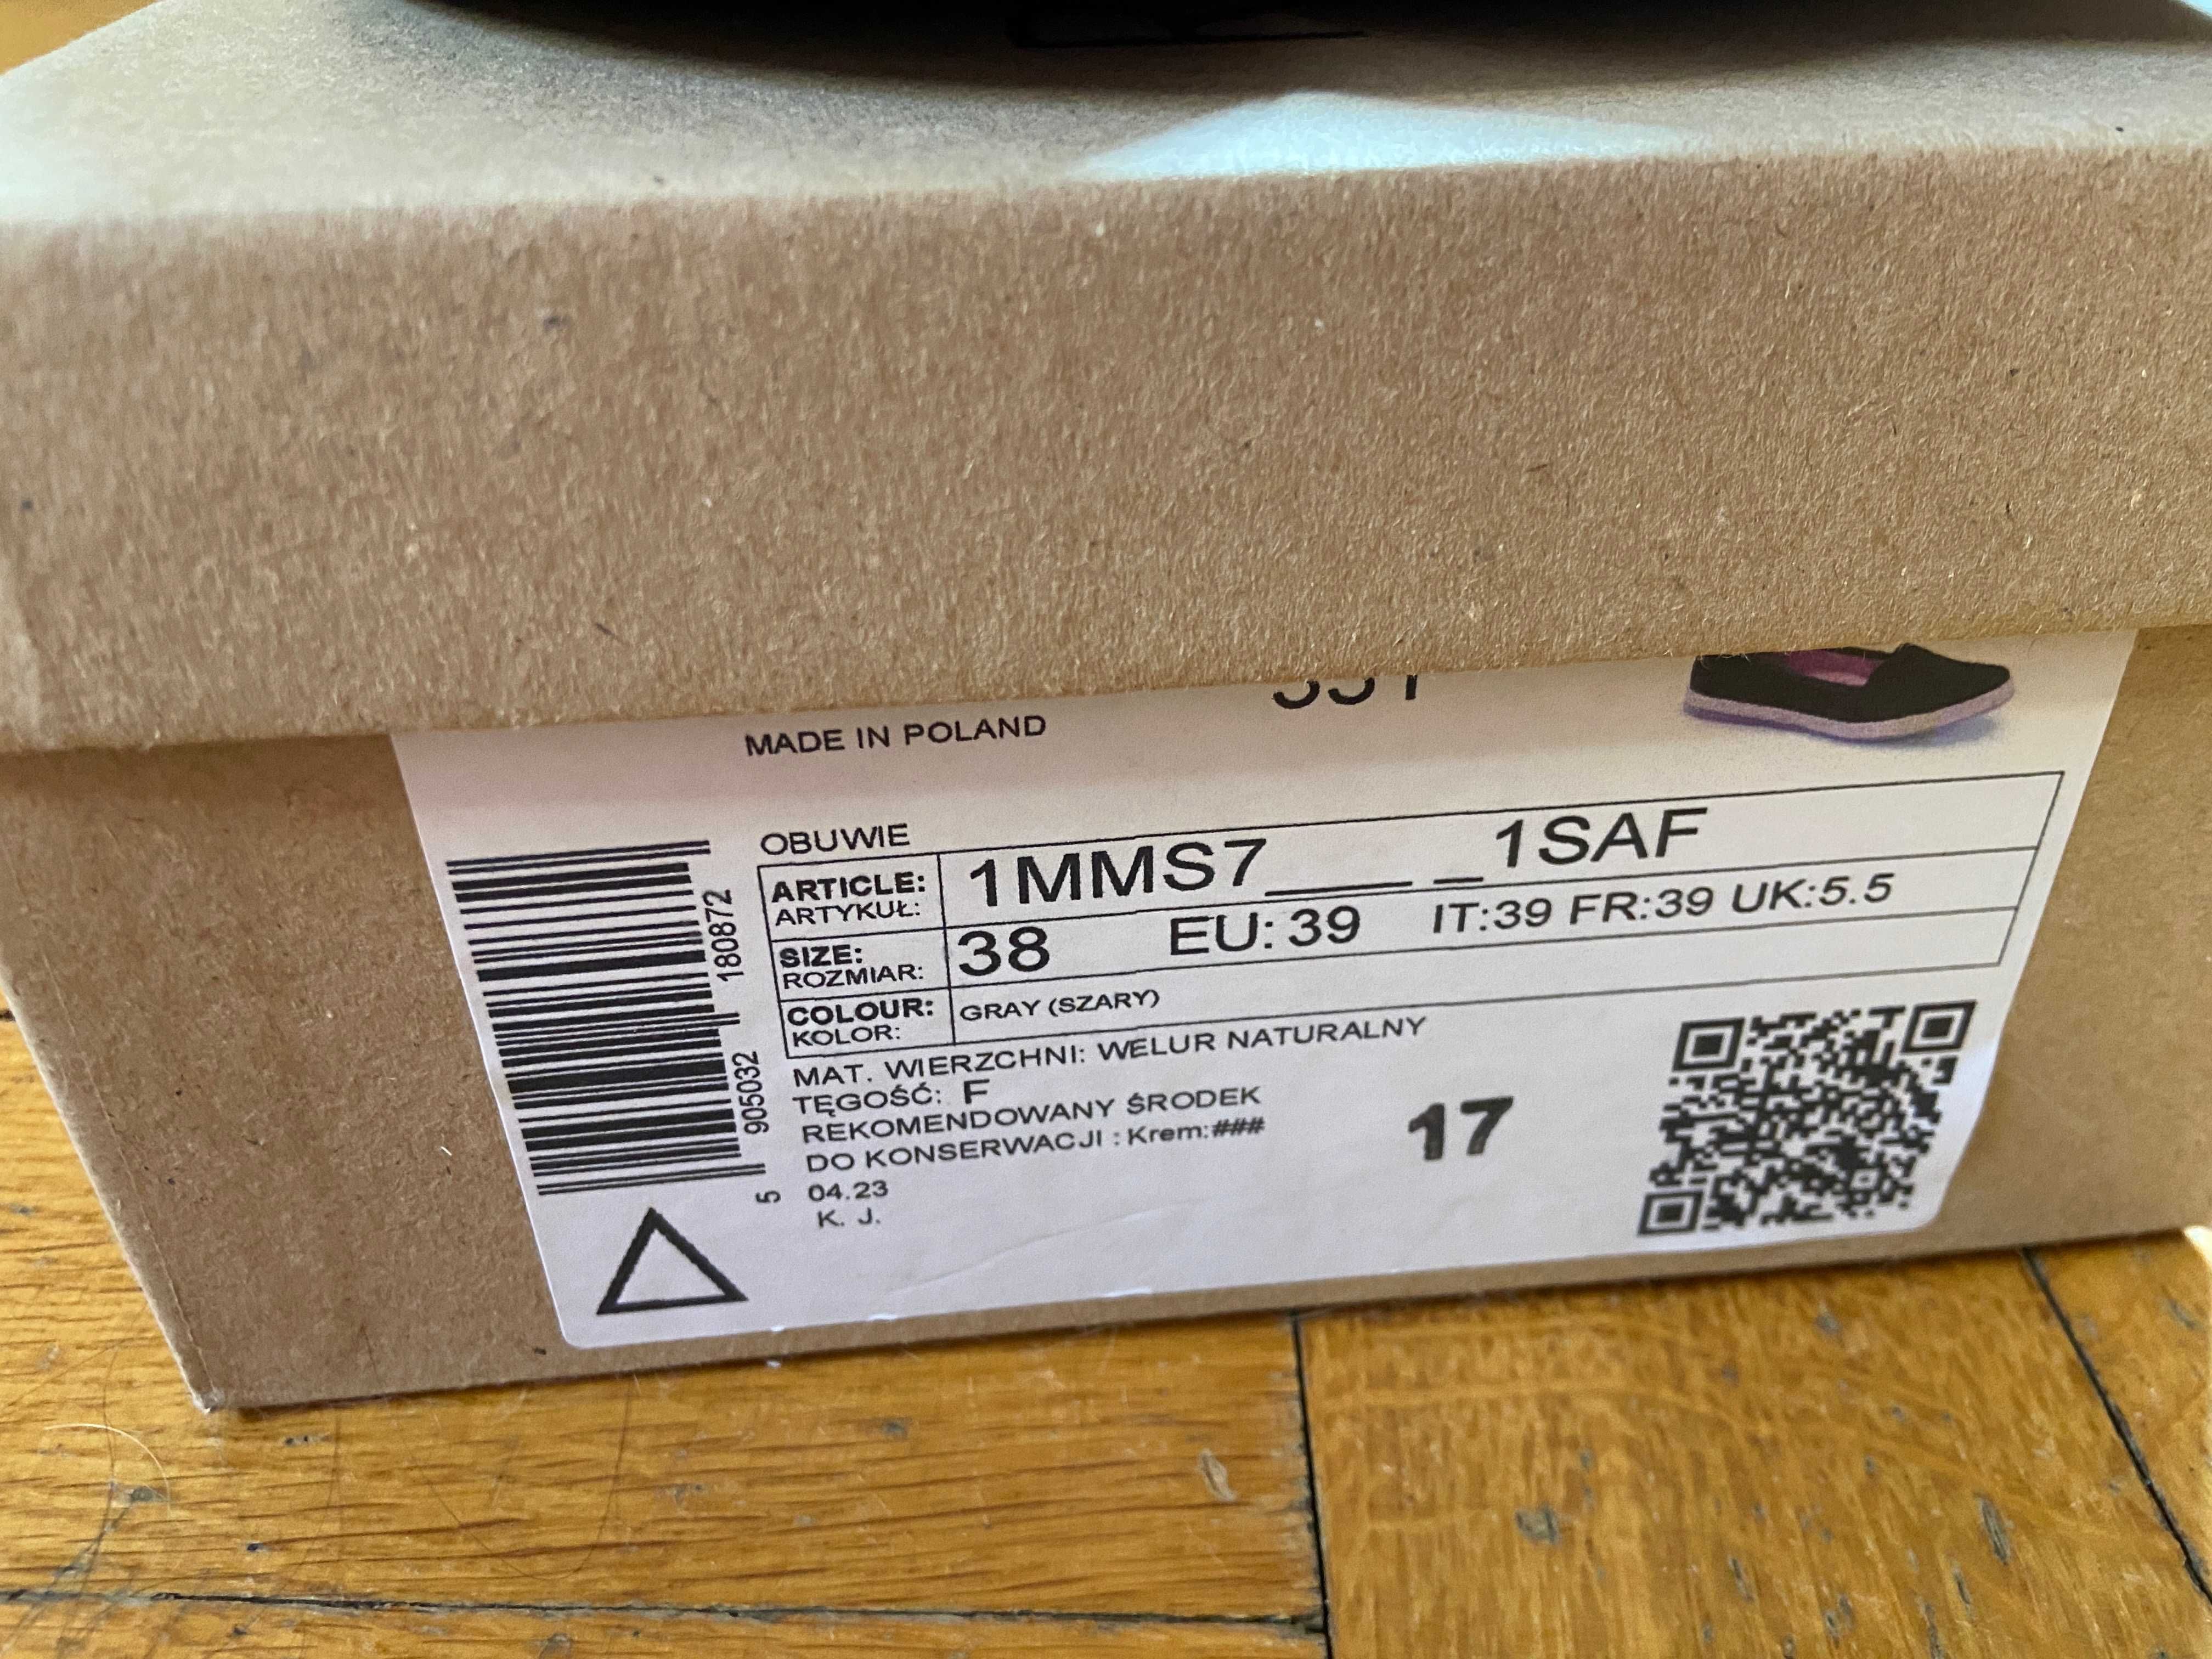 MADE IN POLAND
OBUWIE
ARTICLE: 1MMS7____ _1SAF
ARTYKUŁ:
SIZE: 38 EU: 39 IT:39 FR:39 UK:5.5
ROZMIAR:
COLOUR: GRAY (SZARY)
KOLOR:
MAT. WIERZCHNI: WELUR NATURALNY
TĘGOŚĆ: F
REKOMENDOWANY ŚRODEK
DO KONSERWACJI : Krem:###
17
04.23
K. J.
5 905032 180872